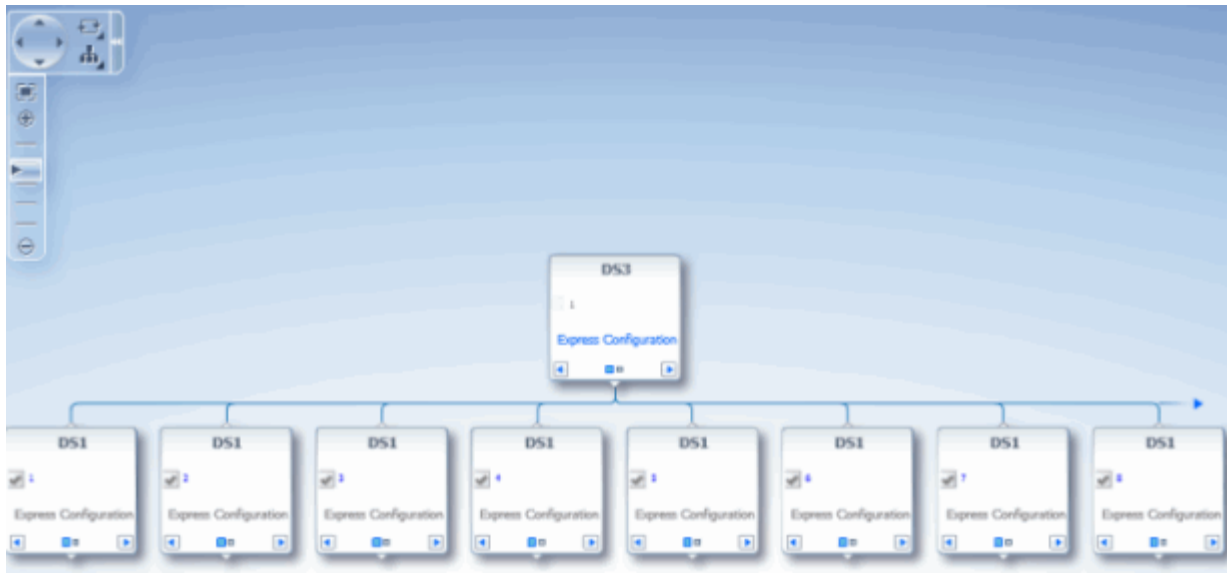 DS3
1
Express Configuration
DS1 DS1 DS1 DS1 DS1 DS1 DS1 DS1
1 2 3 4 5 6 7 8
Express Configuration Express Configuration Express Configuration Express Configuration Express Configuration Express Configuration Express Configuration Express Configuration